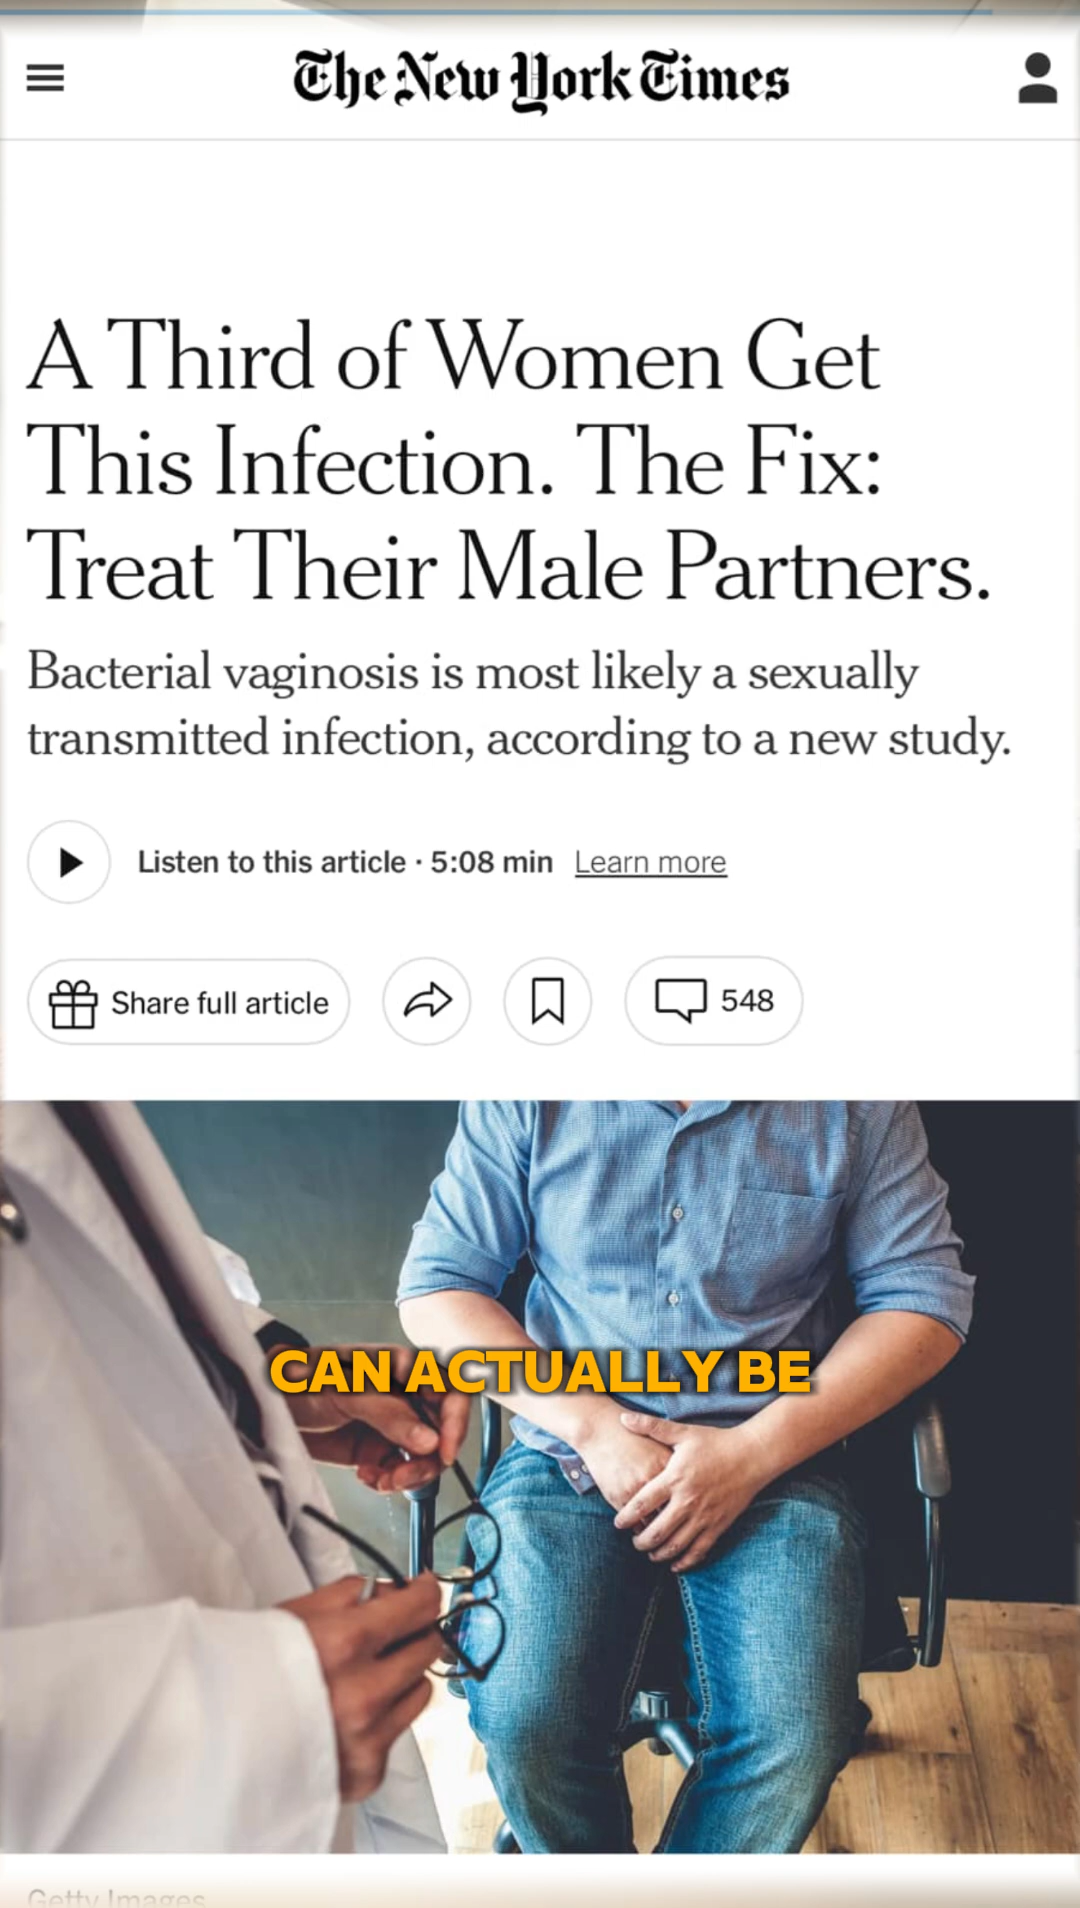 The New York Times
A Third of Women Get
This Infection. The Fix:
Treat Their Male Partners.
Bacterial vaginosis is most likely a sexually
transmitted infection, according to a new study.
Listen to this article · 5:08 min Learn more
Share full article 548
CAN ACTUALLY BE
Getty Images